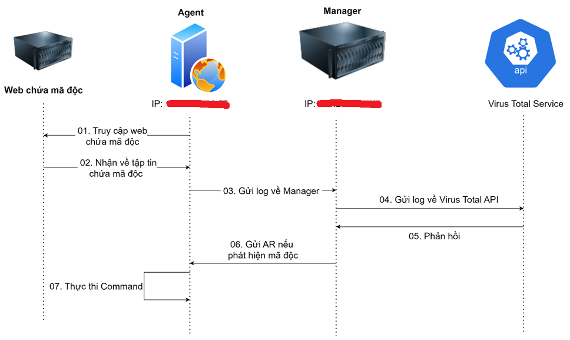 Agent
Manager
api
Web chứa mã độc
IP:
IP:
Virus Total Service
01. Truy cập web
chứa mã độc
02. Nhận về tập tin
chứa mã độc
03. Gửi log về Manager
04. Gửi log về Virus Total API
05. Phản hồi
06. Gửi AR nếu
phát hiện mã độc
07. Thực thi Command